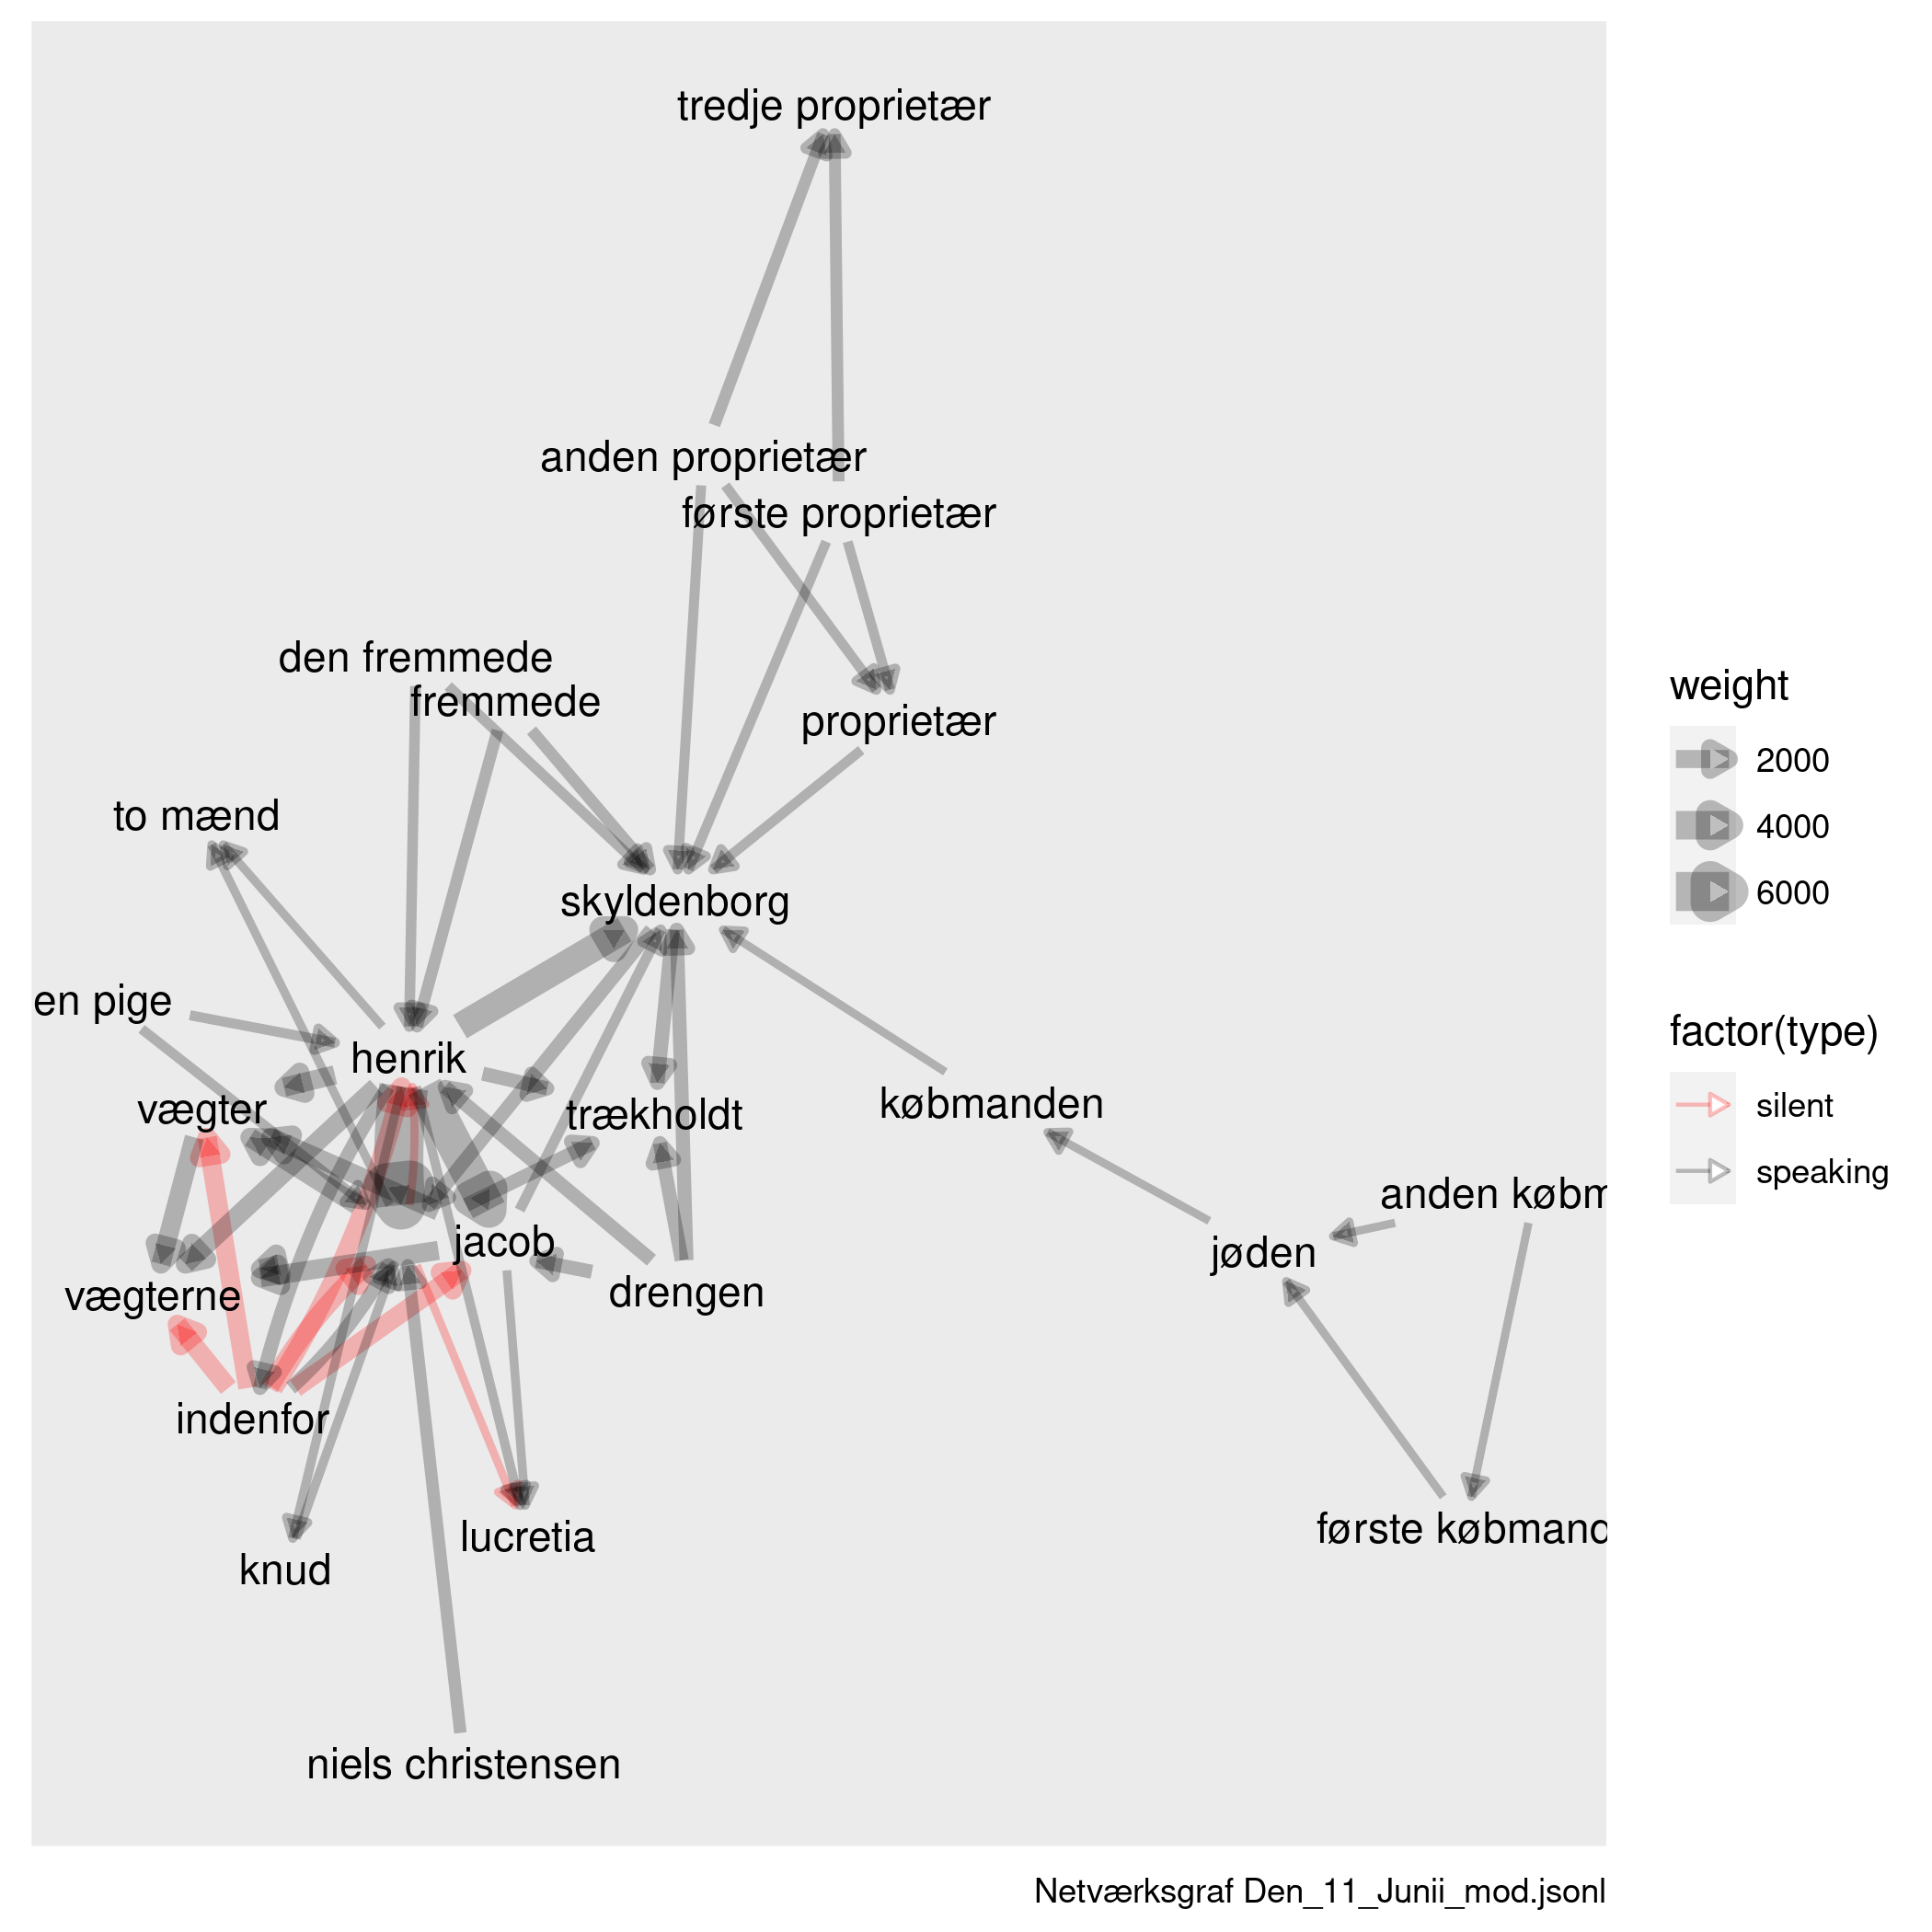 tredje proprietær
anden proprietær
første proprietær
den fremmede
fremmede
proprietær
to mænd
skyldenborg
en pige
henrik
vægter
trækholdt
købmanden
anden købm
jacob
jøden
drengen
vægterne
indenfor
lucretia
første købmand
knud
niels christensen
weight
2000
4000
6000
factor(type)
silent
speaking
Netværksgraf Den_11_Junii_mod.jsonl